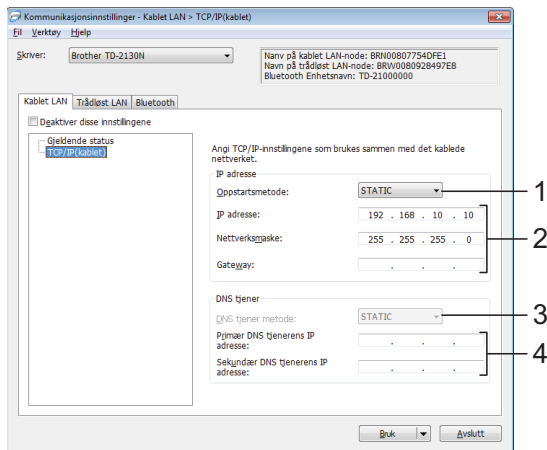 Kommunikasjonsinnstillinger - Kablet LAN > TCP/IP(kablet)
Fil Verktøy Hjelp
Skriver: Brother TD-2130N
Nanv på kablet LAN-node: BRN00807754DFE1
Navn på trådløst LAN-node: BRW0080928497EB
Bluetooth Enhetsnavn: TD-21000000
Kablet LAN Trådløst LAN Bluetooth
Deaktiver disse innstillingene
Gjeldende status
TCP/IP(kablet)
Angi TCP/IP-innstillingene som brukes sammen med det kablede
nettverket.
IP adresse
Oppstartsmetode: STATIC 1
IP adresse: 192 . 168 . 10 . 10
2
Nettverksmaske: 255 . 255 . 255 . 0
Gateway: . . .
DNS tjener
DNS tjener metode: STATIC 3
Primær DNS tjenerens IP
adresse: . . .
4
Sekundær DNS tjenerens IP
adresse: . . .
Bruk Avslutt